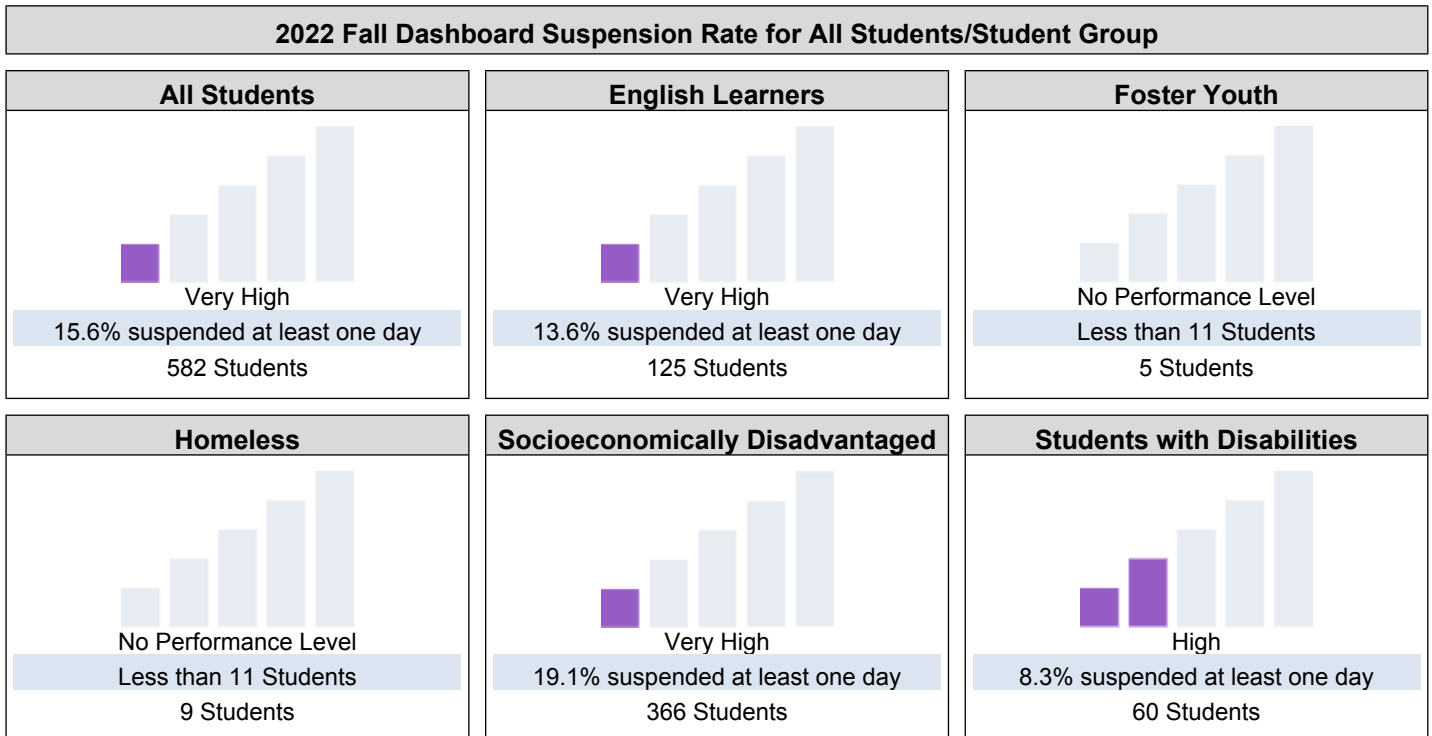 2022 Fall Dashboard Suspension Rate for All Students/Student Group
All Students
Very High
15.6% suspended at least one day
582 Students
English Learners
Very High
13.6% suspended at least one day
125 Students
Foster Youth
No Performance Level
Less than 11 Students
5 Students
Homeless
No Performance Level
Less than 11 Students
9 Students
Socioeconomically Disadvantaged
Very High
19.1% suspended at least one day
366 Students
Students with Disabilities
High
8.3% suspended at least one day
60 Students